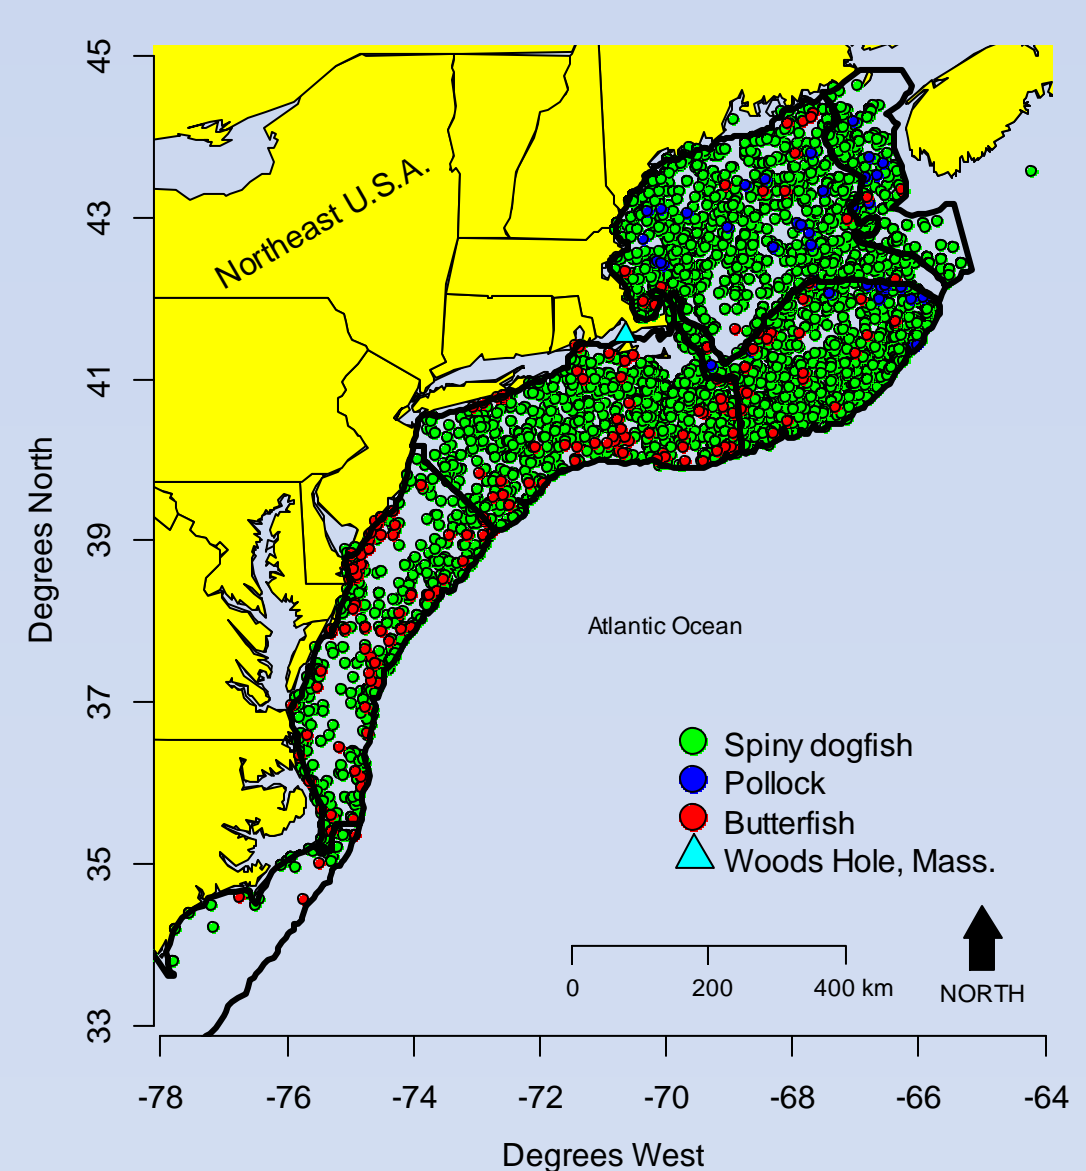 45
43
41
39
37
35
33
Degrees North
Northeast U.S.A.
Atlantic Ocean
Spiny dogfish
Pollock
Butterfish
Woods Hole, Mass.
0 200 400 km
NORTH
-78 -76 -74 -72 -70 -68 -66 -64
Degrees West